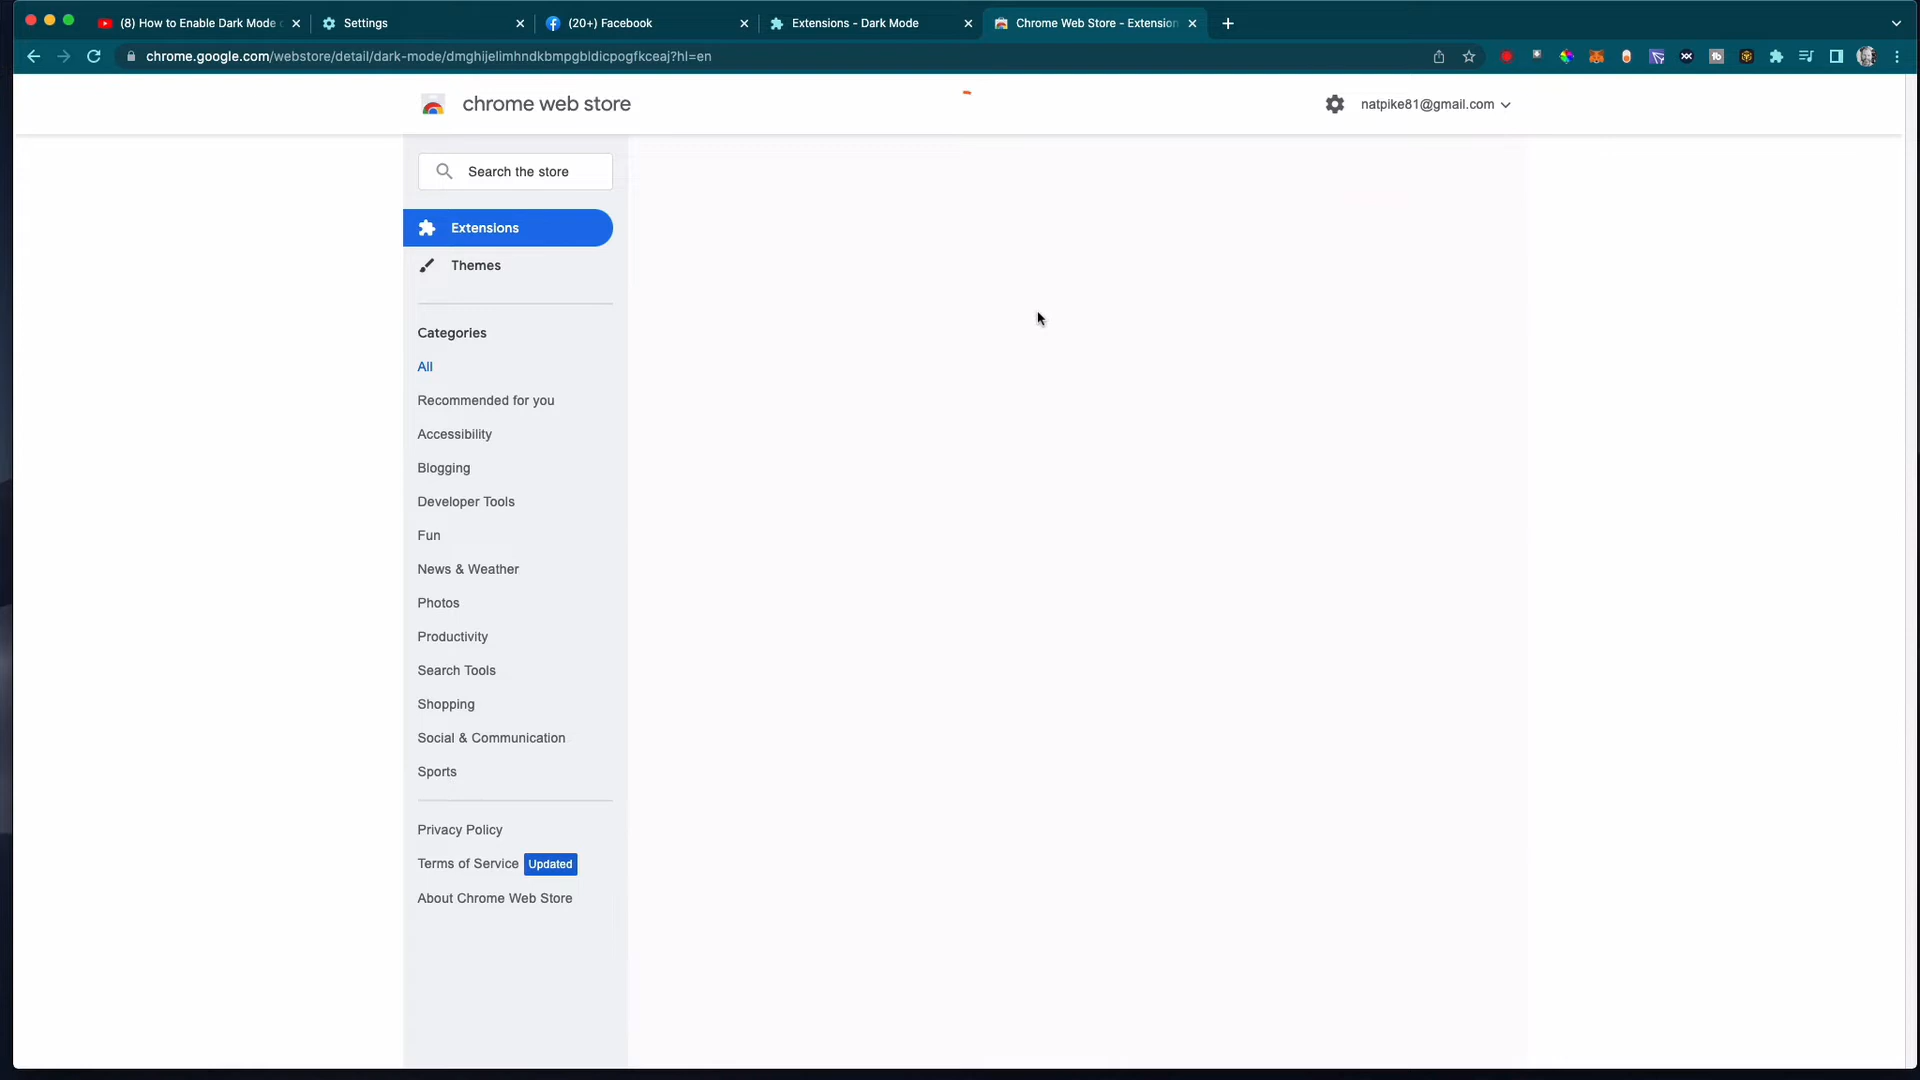 (8) How to Enable Dark Mode
Settings
(20+) Facebook
Extensions - Dark Mode
Chrome Web Store - Extension
chrome.google.com/webstore/detail/dark-mode/dmghijelimhndkbmpgbldicpogfkceaj?hl=en
chrome web store
natpike81@gmail.com
Search the store
Extensions
Themes
Categories
All
Recommended for you
Accessibility
Blogging
Developer Tools
Fun
News & Weather
Photos
Productivity
Search Tools
Shopping
Social & Communication
Sports
Privacy Policy
Terms of Service Updated
About Chrome Web Store